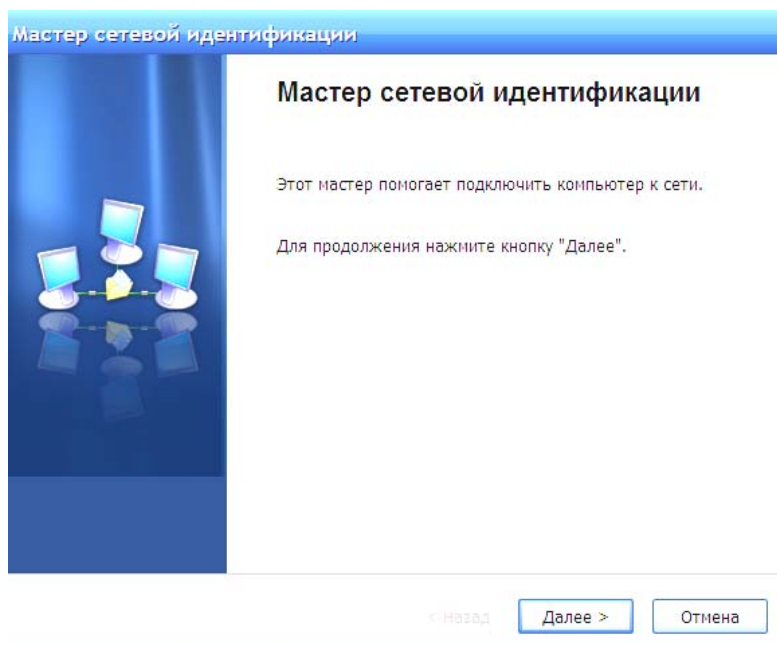 Мастер сетевой идентификации
Мастер сетевой идентификации
Этот мастер помогает подключить компьютер к сети.
Для продолжения нажмите кнопку "Далее".
< Назад
Далее >
Отмена